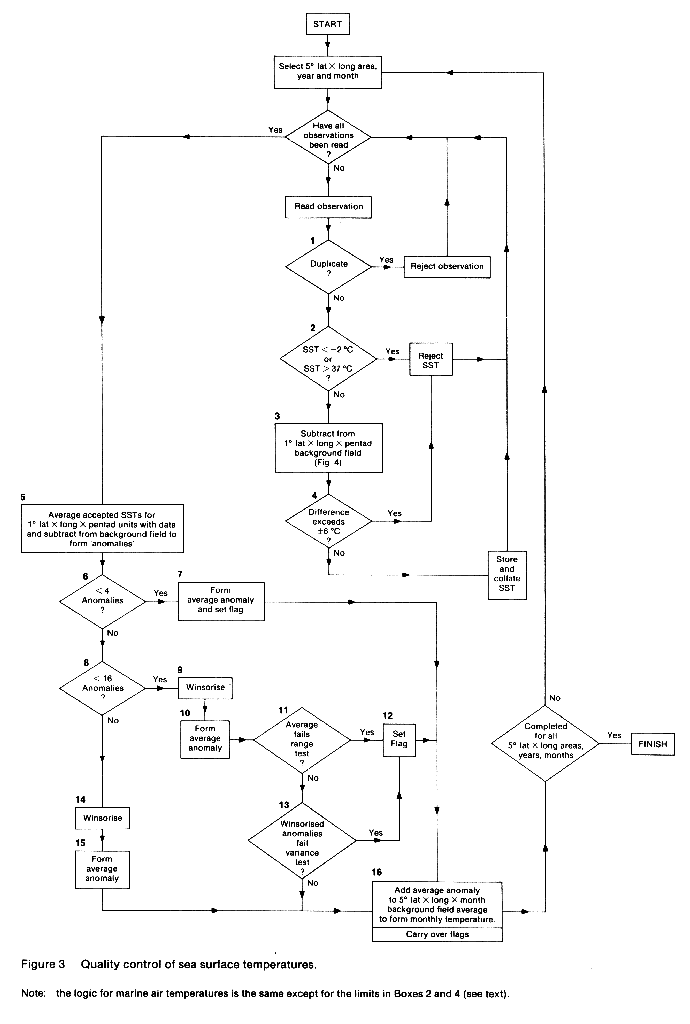 START
Select 5° lat X long area,
year and month
Have all
observations
been read
?
Yes
No
Read observation
1
Duplicate
?
Yes
Reject observation
No
2
SST < −2 °C
or
SST > 37 °C
?
Yes
Reject
SST
No
3
Subtract from
1° lat X long X pentad
background field
(Fig 4)
4
Difference
exceeds
±6 °C
?
Yes
No
Store
and
collate
SST
5
Average accepted SSTs for
1° lat X long X pentad units with date
and subtract from background field to
form 'anomalies'
6
< 4
Anomalies
?
Yes
7
Form
average anomaly
and set flag
No
8
< 16
Anomalies
?
Yes
9
Winsorise
No
10
Form
average
anomaly
11
Average
fails
range
test
?
Yes
12
Set
Flag
No
13
Winsorised
anomalies
fail
variance
test
?
Yes
No
14
Winsorise
15
Form
average
anomaly
16
Add average anomaly
to 5° lat X long X month
background field average
to form monthly temperature.
Carry over flags
No
Completed
for all
5° lat X long areas,
years, months
Yes
FINISH
Figure 3 Quality control of sea surface temperatures.
Note: the logic for marine air temperatures is the same except for the limits in Boxes 2 and 4 (see text).